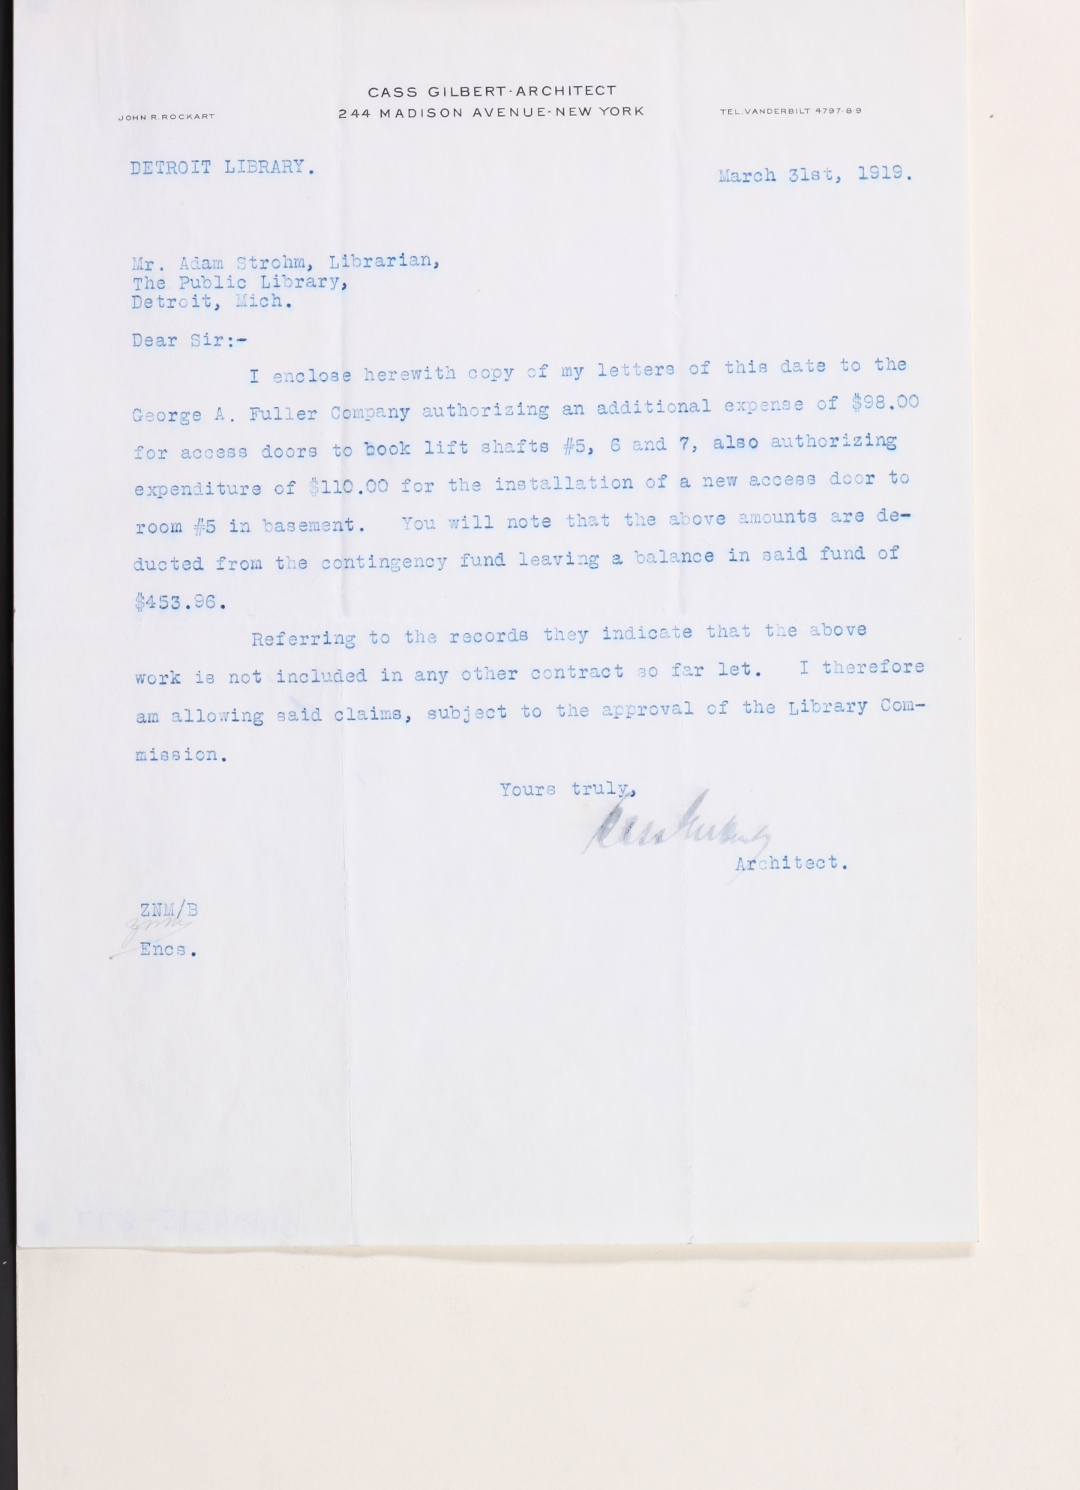 CASS GILBERT·ARCHITECT
244 MADISON AVENUE·NEW YORK
JOHN R. ROCKART
TEL. VANDERBILT 4797-8-9
DETROIT LIBRARY.
March 31st, 1919.
Mr. Adam Strohm, Librarian,
The Public Library,
Detroit, Mich.
Dear Sir:-
I enclose herewith copy of my letters of this date to the
George A. Fuller Company authorizing an additional expense of $98.00
for access doors to book lift shafts #5, 6 and 7, also authorizing
expenditure of $110.00 for the installation of a new access door to
room #5 in basement. You will note that the above amounts are de-
ducted from the contingency fund leaving a balance in said fund of
$453.96.
Referring to the records they indicate that the above
work is not included in any other contract so far let. I therefore
am allowing said claims, subject to the approval of the Library Com-
mission.
Yours truly,
Cass Gilbert
Architect.
ZNM/B
ZNM
Encs.